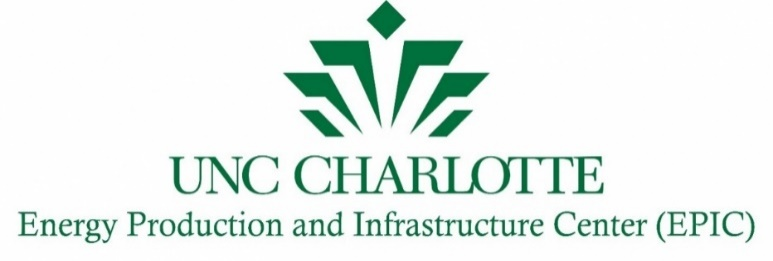 UNC CHARLOTTE
Energy Production and Infrastructure Center (EPIC)